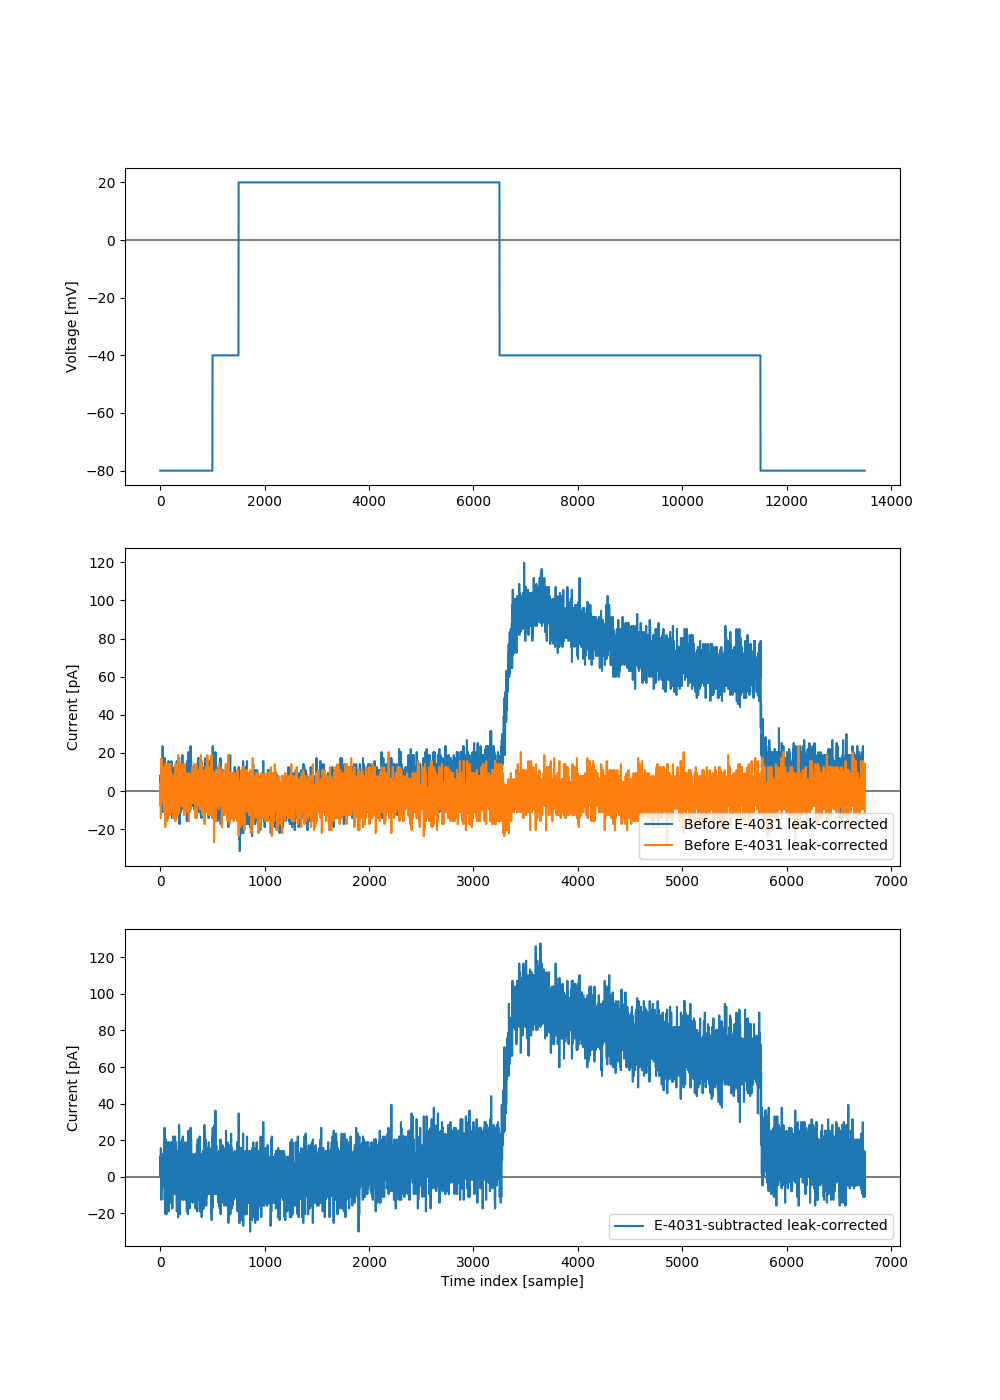 20
0
−20
−40
−60
−80
Voltage [mV]
0 2000 4000 6000 8000 10000 12000 14000
120
100
80
60
40
20
0
−20
Current [pA]
Before E-4031 leak-corrected
Before E-4031 leak-corrected
0 1000 2000 3000 4000 5000 6000 7000
120
100
80
60
40
20
0
−20
Current [pA]
E-4031-subtracted leak-corrected
0 1000 2000 3000 4000 5000 6000 7000
Time index [sample]